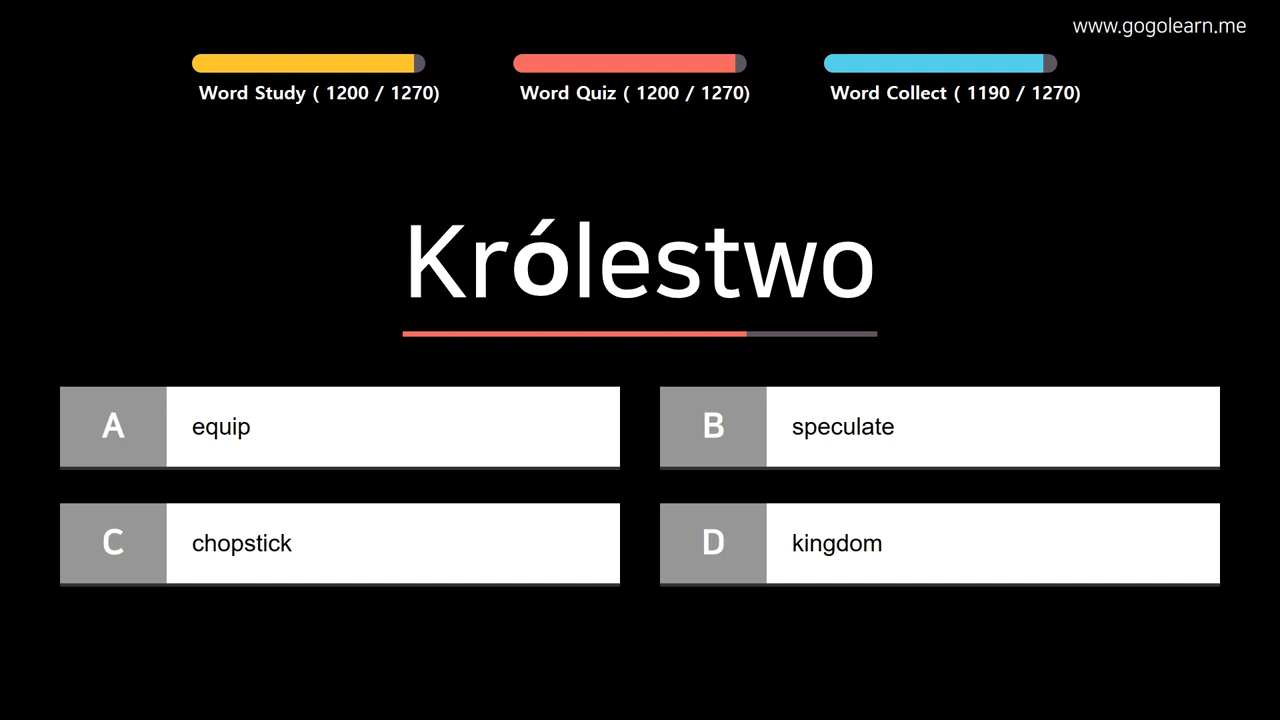 www.gogolearn.me
Word Study ( 1200 / 1270)
Word Quiz ( 1200 / 1270)
Word Collect ( 1190 / 1270)
Królestwo
A equip
B speculate
C chopstick
D kingdom